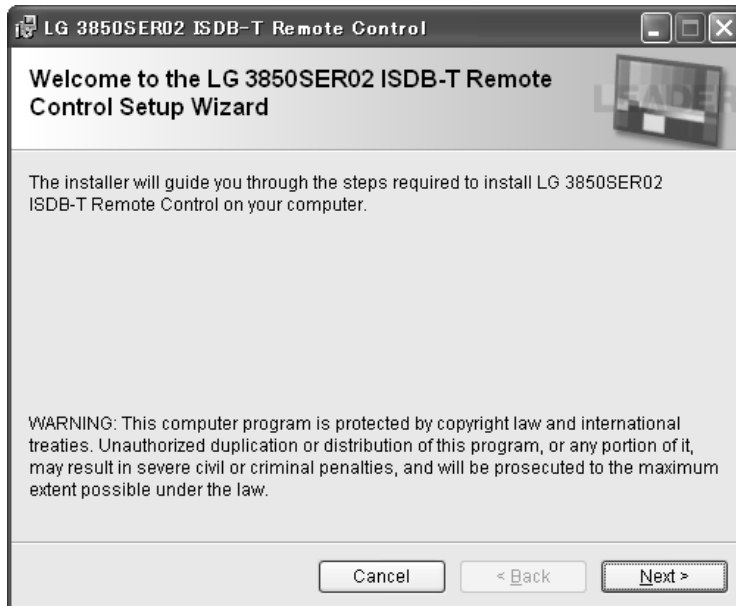 LG 3850SER02 ISDB-T Remote Control
Welcome to the LG 3850SER02 ISDB-T Remote
Control Setup Wizard
LEADER
The installer will guide you through the steps required to install LG 3850SER02
ISDB-T Remote Control on your computer.
WARNING: This computer program is protected by copyright law and international
treaties. Unauthorized duplication or distribution of this program, or any portion of it,
may result in severe civil or criminal penalties, and will be prosecuted to the maximum
extent possible under the law.
Cancel
< Back
Next >